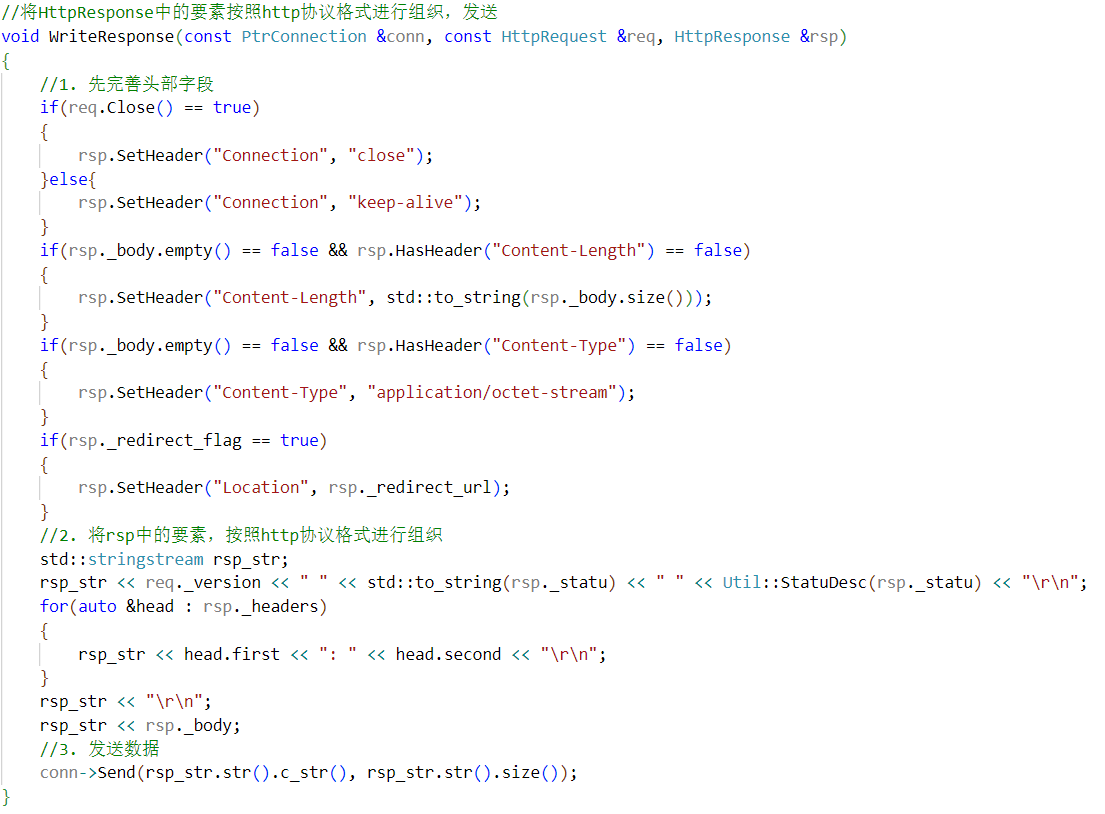 //将HttpResponse中的要素按照http协议格式进行组织，发送
void WriteResponse(const PtrConnection &conn, const HttpRequest &req, HttpResponse &rsp)
{
    //1. 先完善头部字段
    if(req.Close() == true)
    {
        rsp.SetHeader("Connection", "close");
    }else{
        rsp.SetHeader("Connection", "keep-alive");
    }
    if(rsp._body.empty() == false && rsp.HasHeader("Content-Length") == false)
    {
        rsp.SetHeader("Content-Length", std::to_string(rsp._body.size()));
    }
    if(rsp._body.empty() == false && rsp.HasHeader("Content-Type") == false)
    {
        rsp.SetHeader("Content-Type", "application/octet-stream");
    }
    if(rsp._redirect_flag == true)
    {
        rsp.SetHeader("Location", rsp._redirect_url);
    }
    //2. 将rsp中的要素，按照http协议格式进行组织
    std::stringstream rsp_str;
    rsp_str << req._version << " " << std::to_string(rsp._statu) << " " << Util::StatuDesc(rsp._statu) << "\r\n";
    for(auto &head : rsp._headers)
    {
        rsp_str << head.first << ": " << head.second << "\r\n";
    }
    rsp_str << "\r\n";
    rsp_str << rsp._body;
    //3. 发送数据
    conn->Send(rsp_str.str().c_str(), rsp_str.str().size());
}